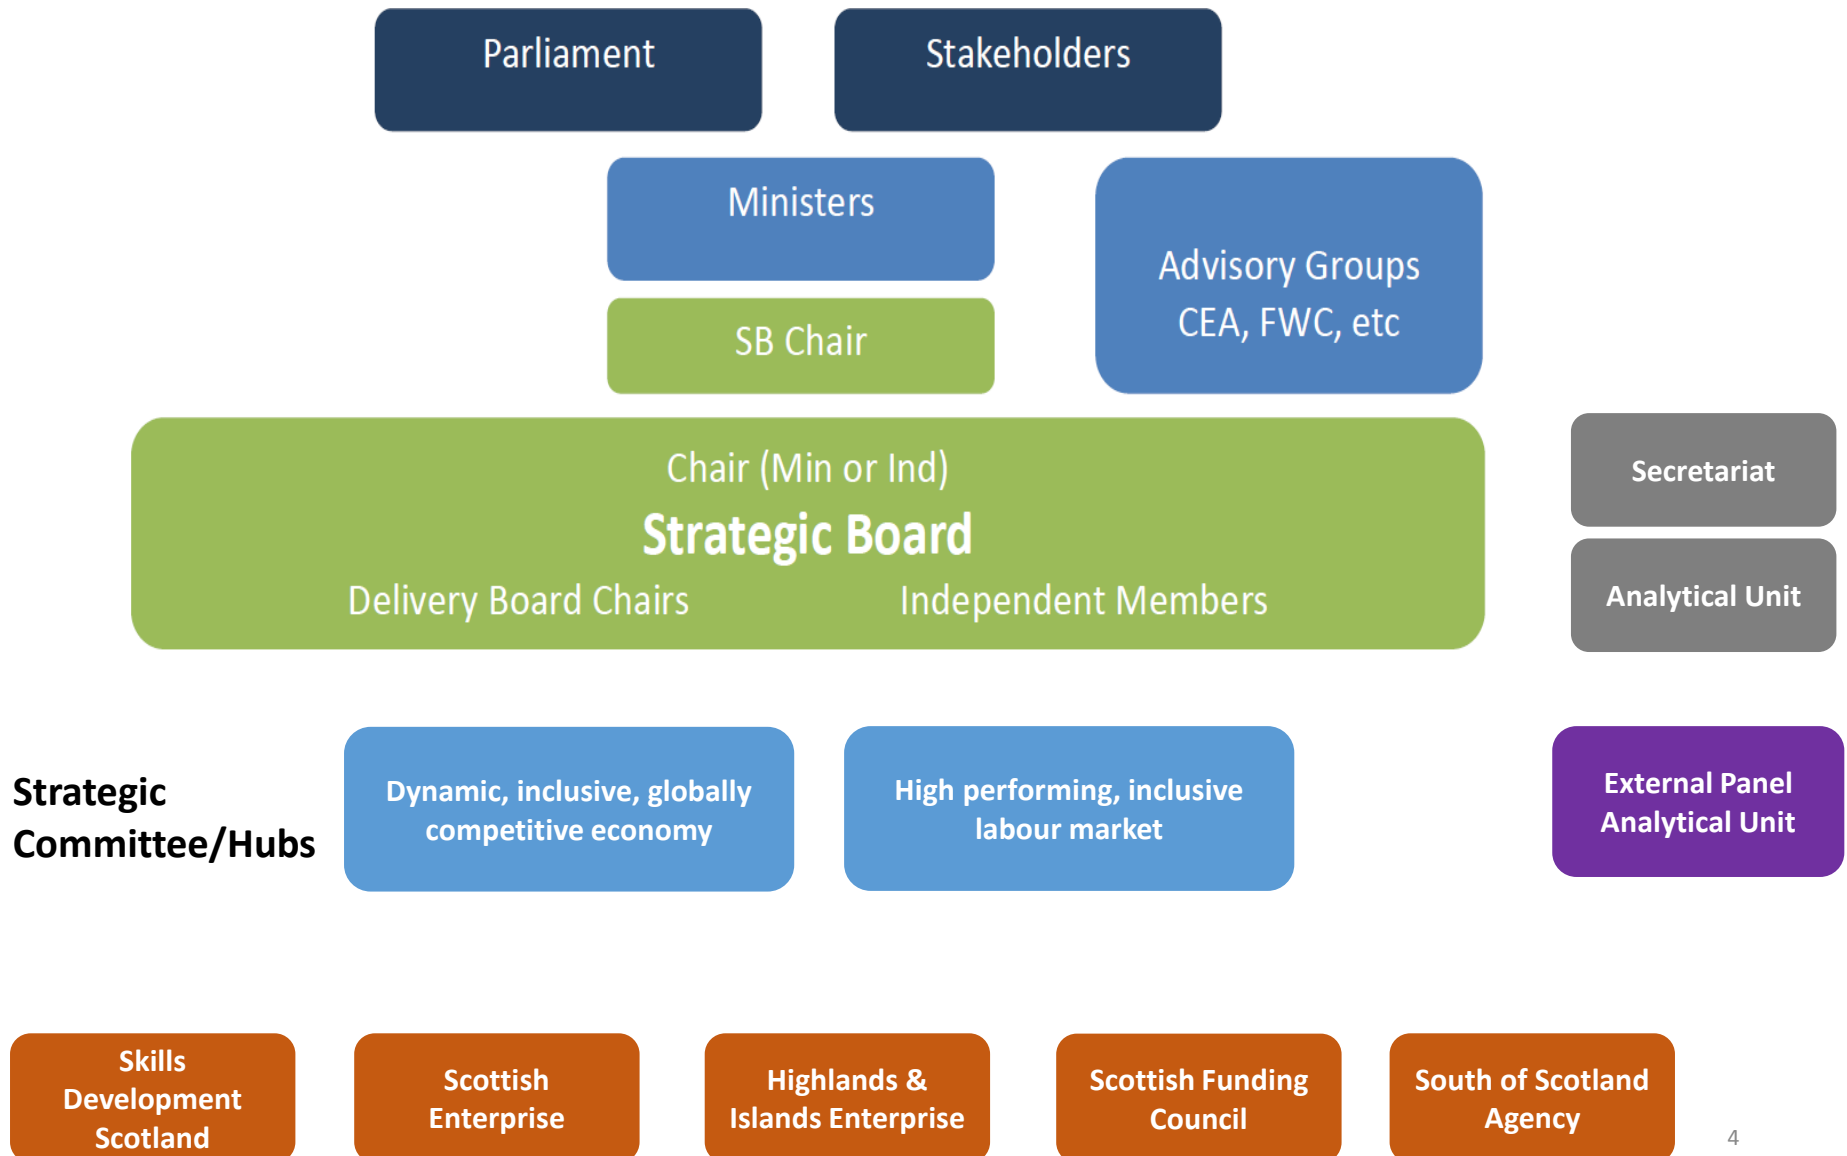 Parliament
Stakeholders
Ministers
Advisory Groups
CEA, FWC, etc
SB Chair
Chair (Min or Ind)
Strategic Board
Delivery Board Chairs
Independent Members
Secretariat
Analytical Unit
Strategic
Committee/Hubs
Dynamic, inclusive, globally
competitive economy
High performing, inclusive
labour market
External Panel
Analytical Unit
Skills
Development
Scotland
Scottish
Enterprise
Highlands &
Islands Enterprise
Scottish Funding
Council
South of Scotland
Agency
4